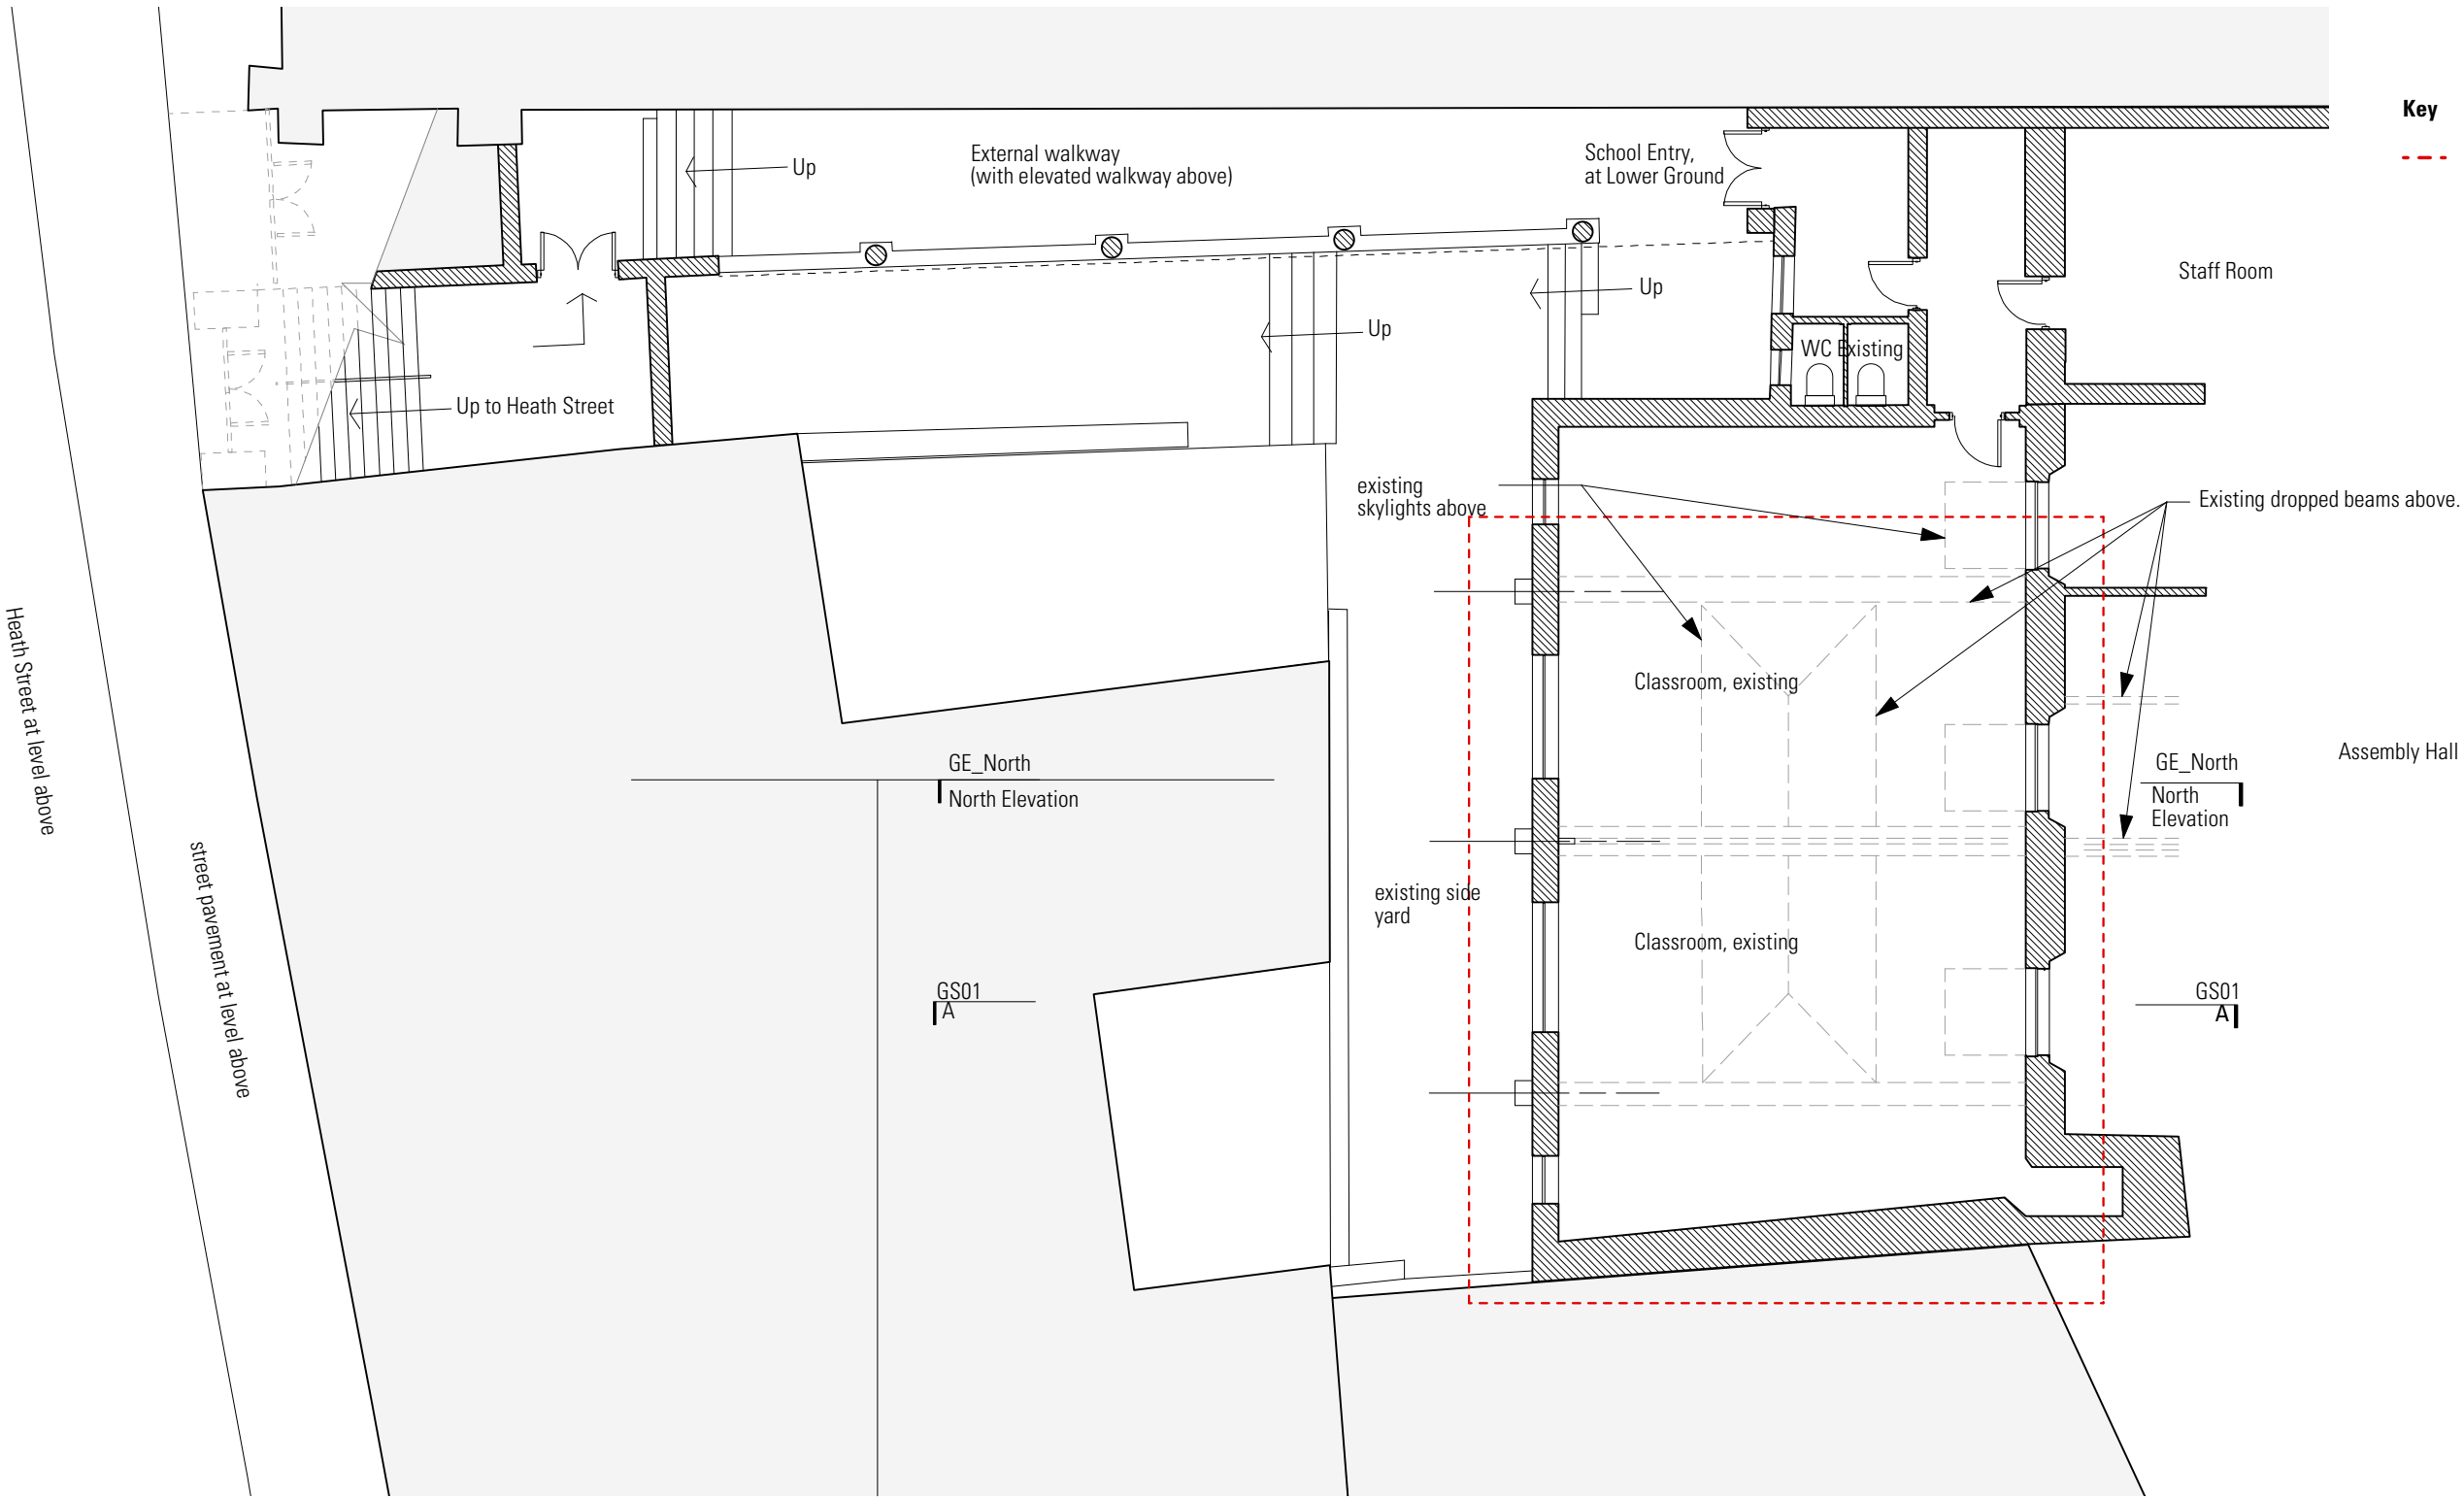 Key
External walkway
(with elevated walkway above)
School Entry,
at Lower Ground
Up
Staff Room
Up
Up
WC Existing
Up to Heath Street
existing
skylights above
Existing dropped beams above.
Heath Street at level above
Classroom, existing
GE_North
North Elevation
Assembly Hall
GE_North
North
Elevation
street pavement at level above
existing side
yard
Classroom, existing
GS01
A
GS01
A